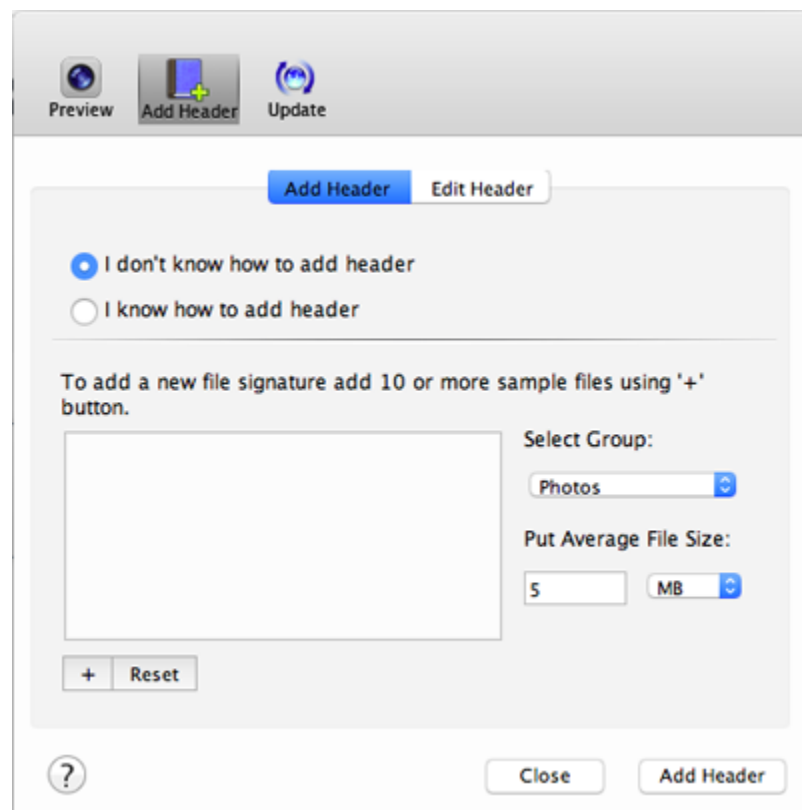 Preview Add Header Update
Add Header Edit Header
I don't know how to add header
I know how to add header
To add a new file signature add 10 or more sample files using '+'
button.
Select Group:
Photos
Put Average File Size:
5 MB
+ Reset
? Close Add Header